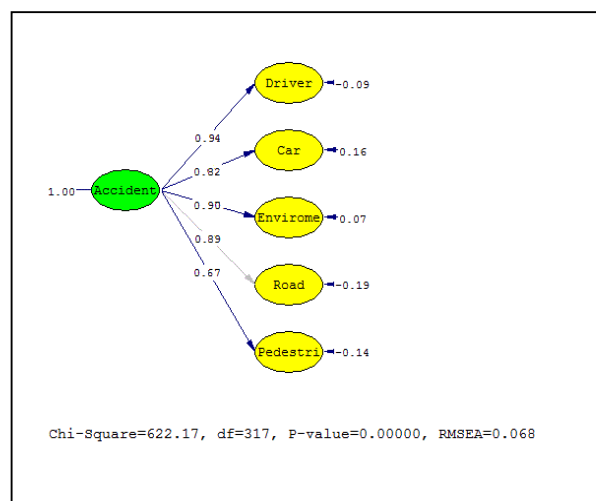 Driver
-0.09
0.94
Car
0.16
0.82
1.00
Accident
0.90
Envirome
0.07
0.89
0.67
Road
-0.19
Pedestri
-0.14
Chi-Square=622.17, df=317, P-value=0.00000, RMSEA=0.068